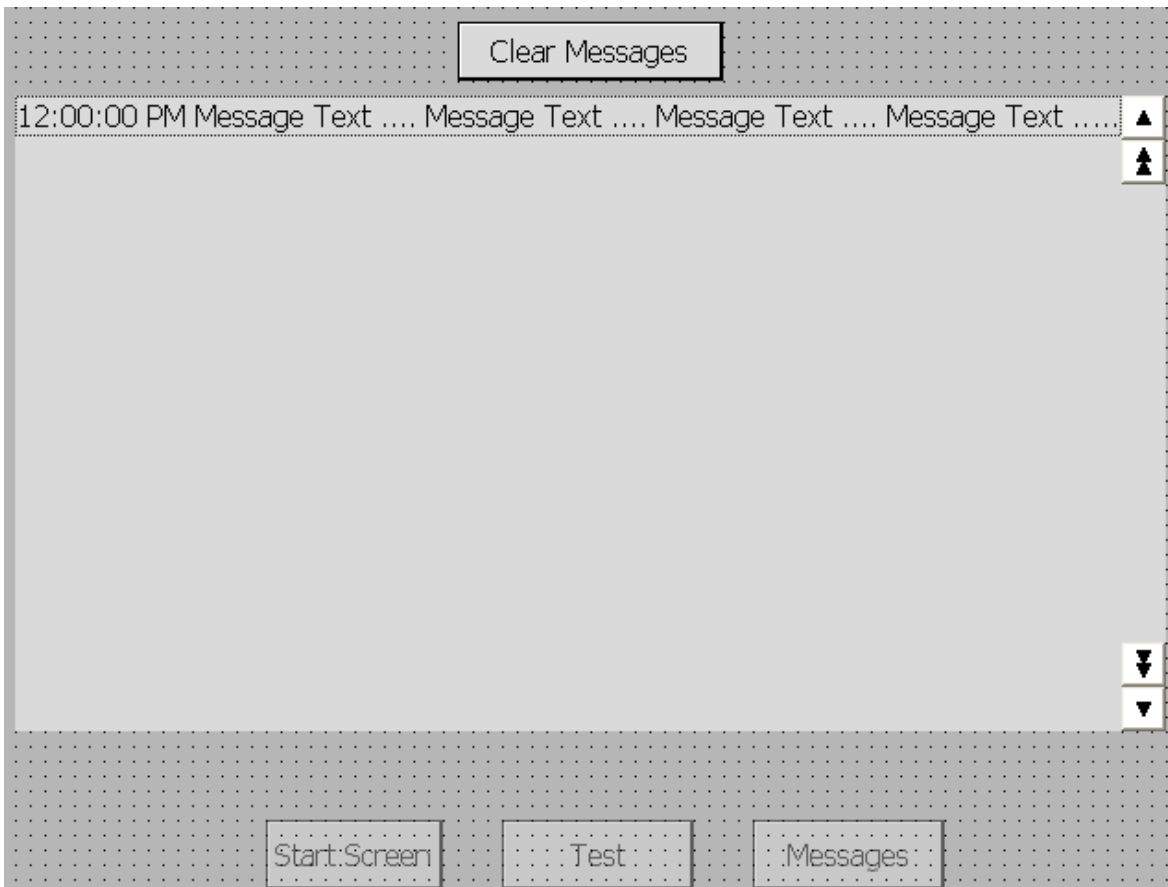 Clear Messages
12:00:00 PM Message Text .... Message Text .... Message Text .... Message Text .....
Start Screen
Test
Messages